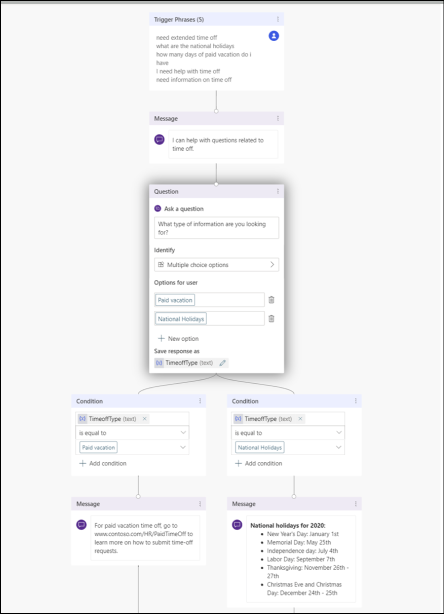 Trigger Phrases (5)
need extended time off
what are the national holidays
how many days of paid vacation do i
have
I need help with time off
need information on time off
Message
I can help with questions related to
time off.
Question
Ask a question
What type of information are you looking
for?
Identify
Multiple choice options
Options for user
Paid vacation
National Holidays
New option
Save response as
{x} TimeoffType (text)
Condition
{x} TimeoffType (text)
is equal to
Paid vacation
Add condition
Message
For paid vacation time off, go to
www.contoso.com/HR/PaidTimeOff to
learn more on how to submit time-off
requests.
Condition
{x} TimeoffType (text)
is equal to
National Holidays
Add condition
Message
National holidays for 2020:
• New Year's Day: January 1st
• Memorial Day: May 25th
• Independence day: July 4th
• Labor Day: September 7th
• Thanksgiving: November 26th -
27th
• Christmas Eve and Christmas
Day: December 24th - 25th